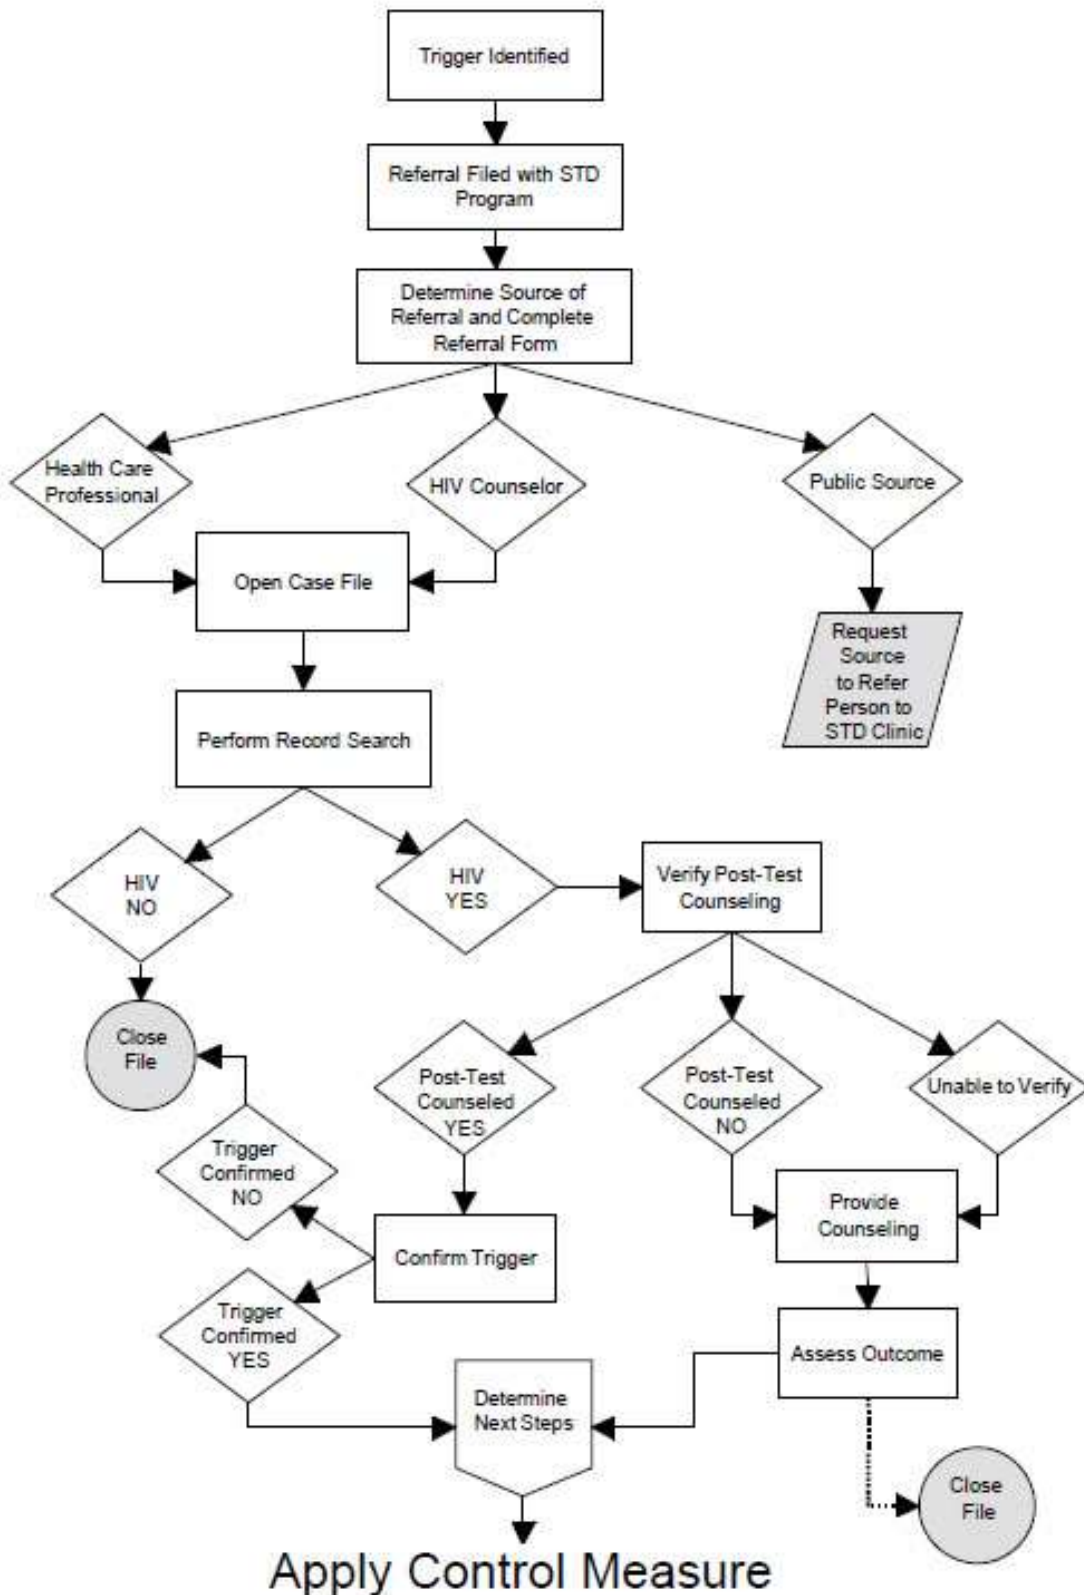 Trigger Identified
Referral Filed with STD
Program
Determine Source of
Referral and Complete
Referral Form
Health Care
Professional
HIV Counselor
Public Source
Open Case File
Request
Source
to Refer
Person to
STD Clinic
Perform Record Search
HIV
NO
HIV
YES
Verify Post-Test
Counseling
Close
File
Post-Test
Counseled
YES
Post-Test
Counseled
NO
Unable to Verify
Trigger
Confirmed
NO
Confirm Trigger
Provide
Counseling
Trigger
Confirmed
YES
Assess Outcome
Determine
Next Steps
Close
File
Apply Control Measure